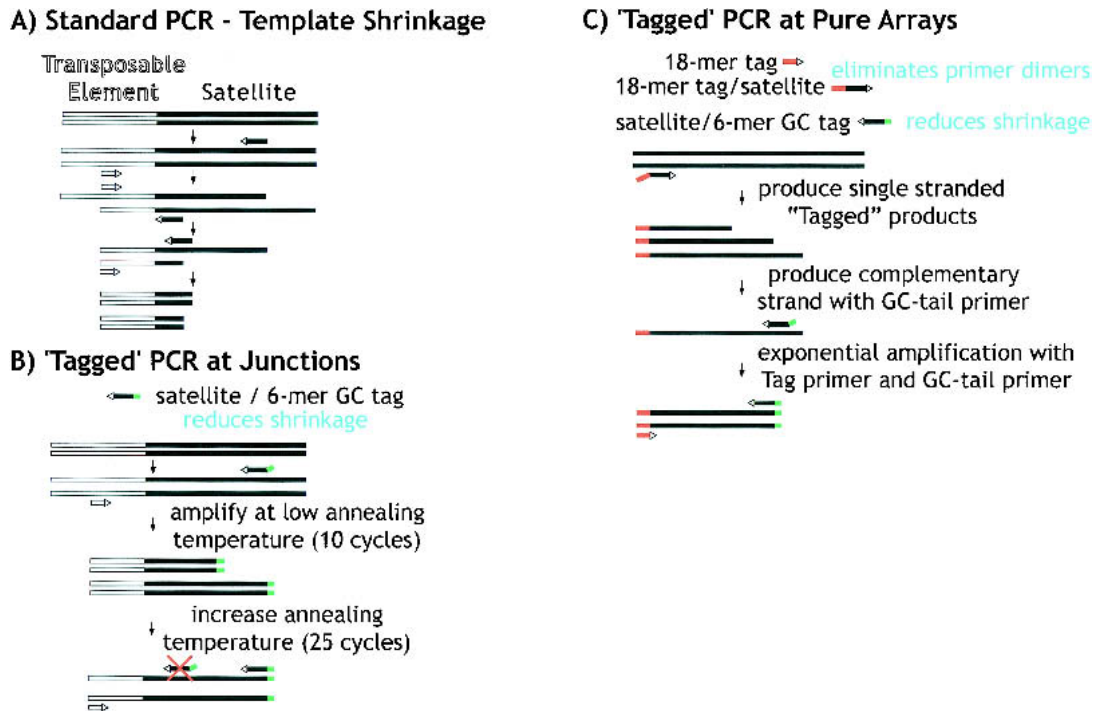 A) Standard PCR - Template Shrinkage
Transposable
Element
Satellite
B) 'Tagged' PCR at Junctions
satellite / 6-mer GC tag
reduces shrinkage
amplify at low annealing
temperature (10 cycles)
increase annealing
temperature (25 cycles)
C) 'Tagged' PCR at Pure Arrays
18-mer tag
eliminates primer dimers
18-mer tag/satellite
satellite/6-mer GC tag
reduces shrinkage
produce single stranded
“Tagged” products
produce complementary
strand with GC-tail primer
exponential amplification with
Tag primer and GC-tail primer